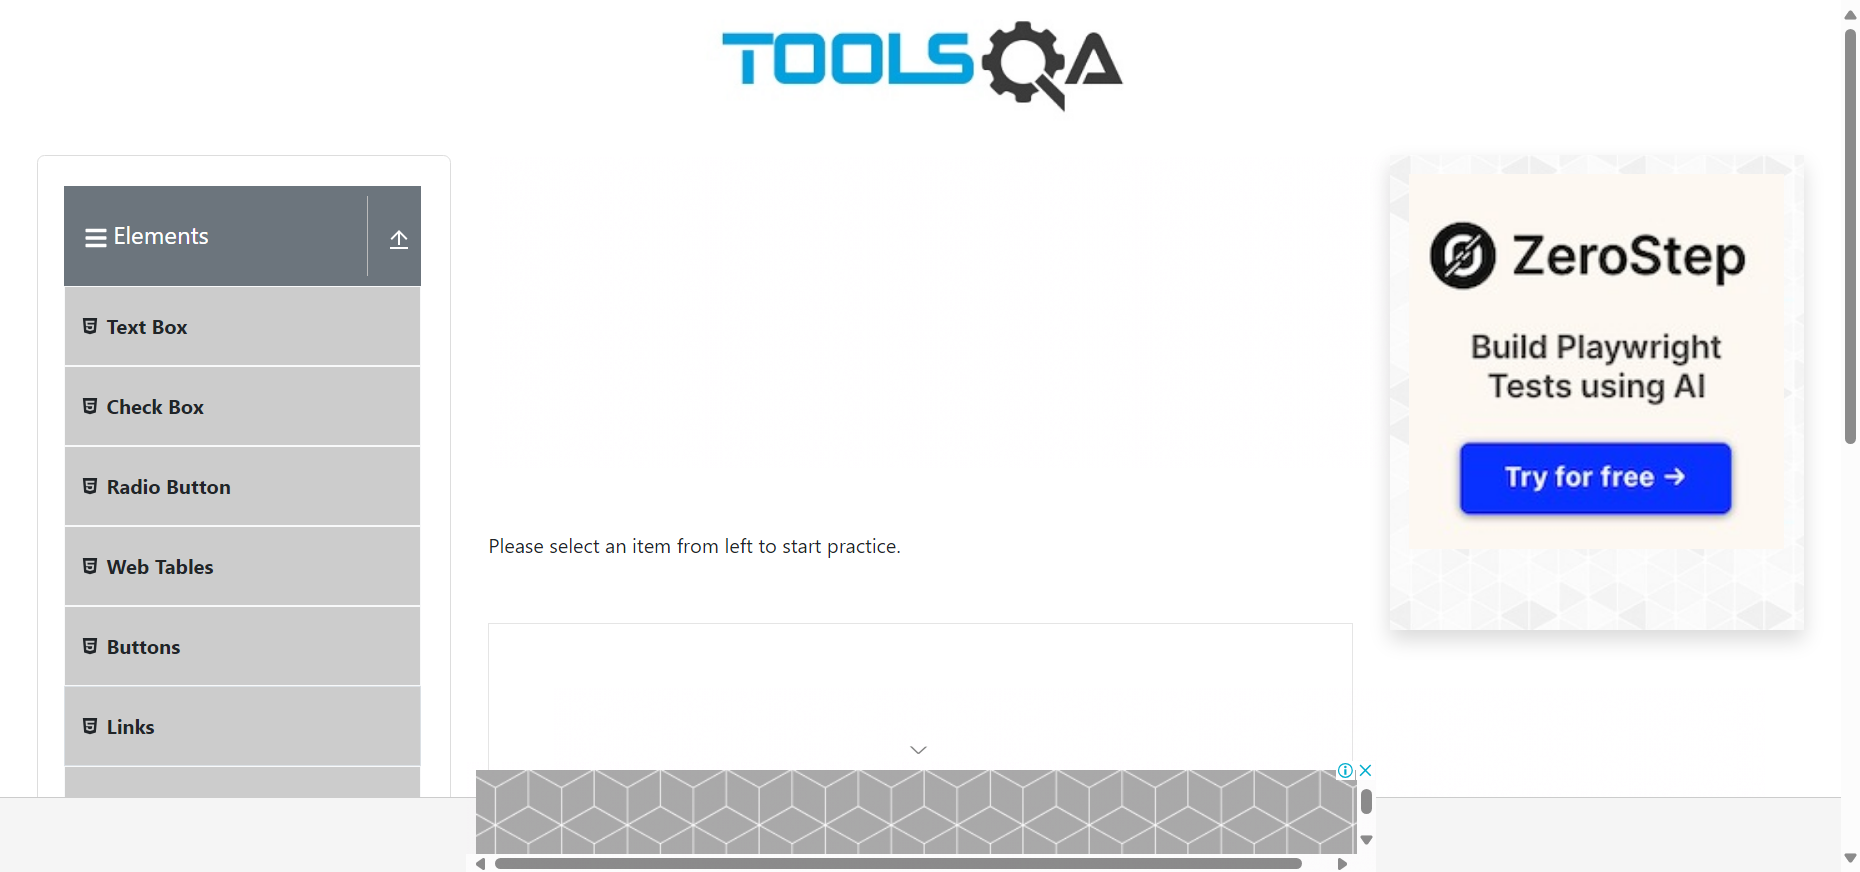 TOOLSQA
Elements
Text Box
Check Box
Radio Button
Web Tables
Buttons
Links
Please select an item from left to start practice.
ZeroStep
Build Playwright
Tests using AI
Try for free →